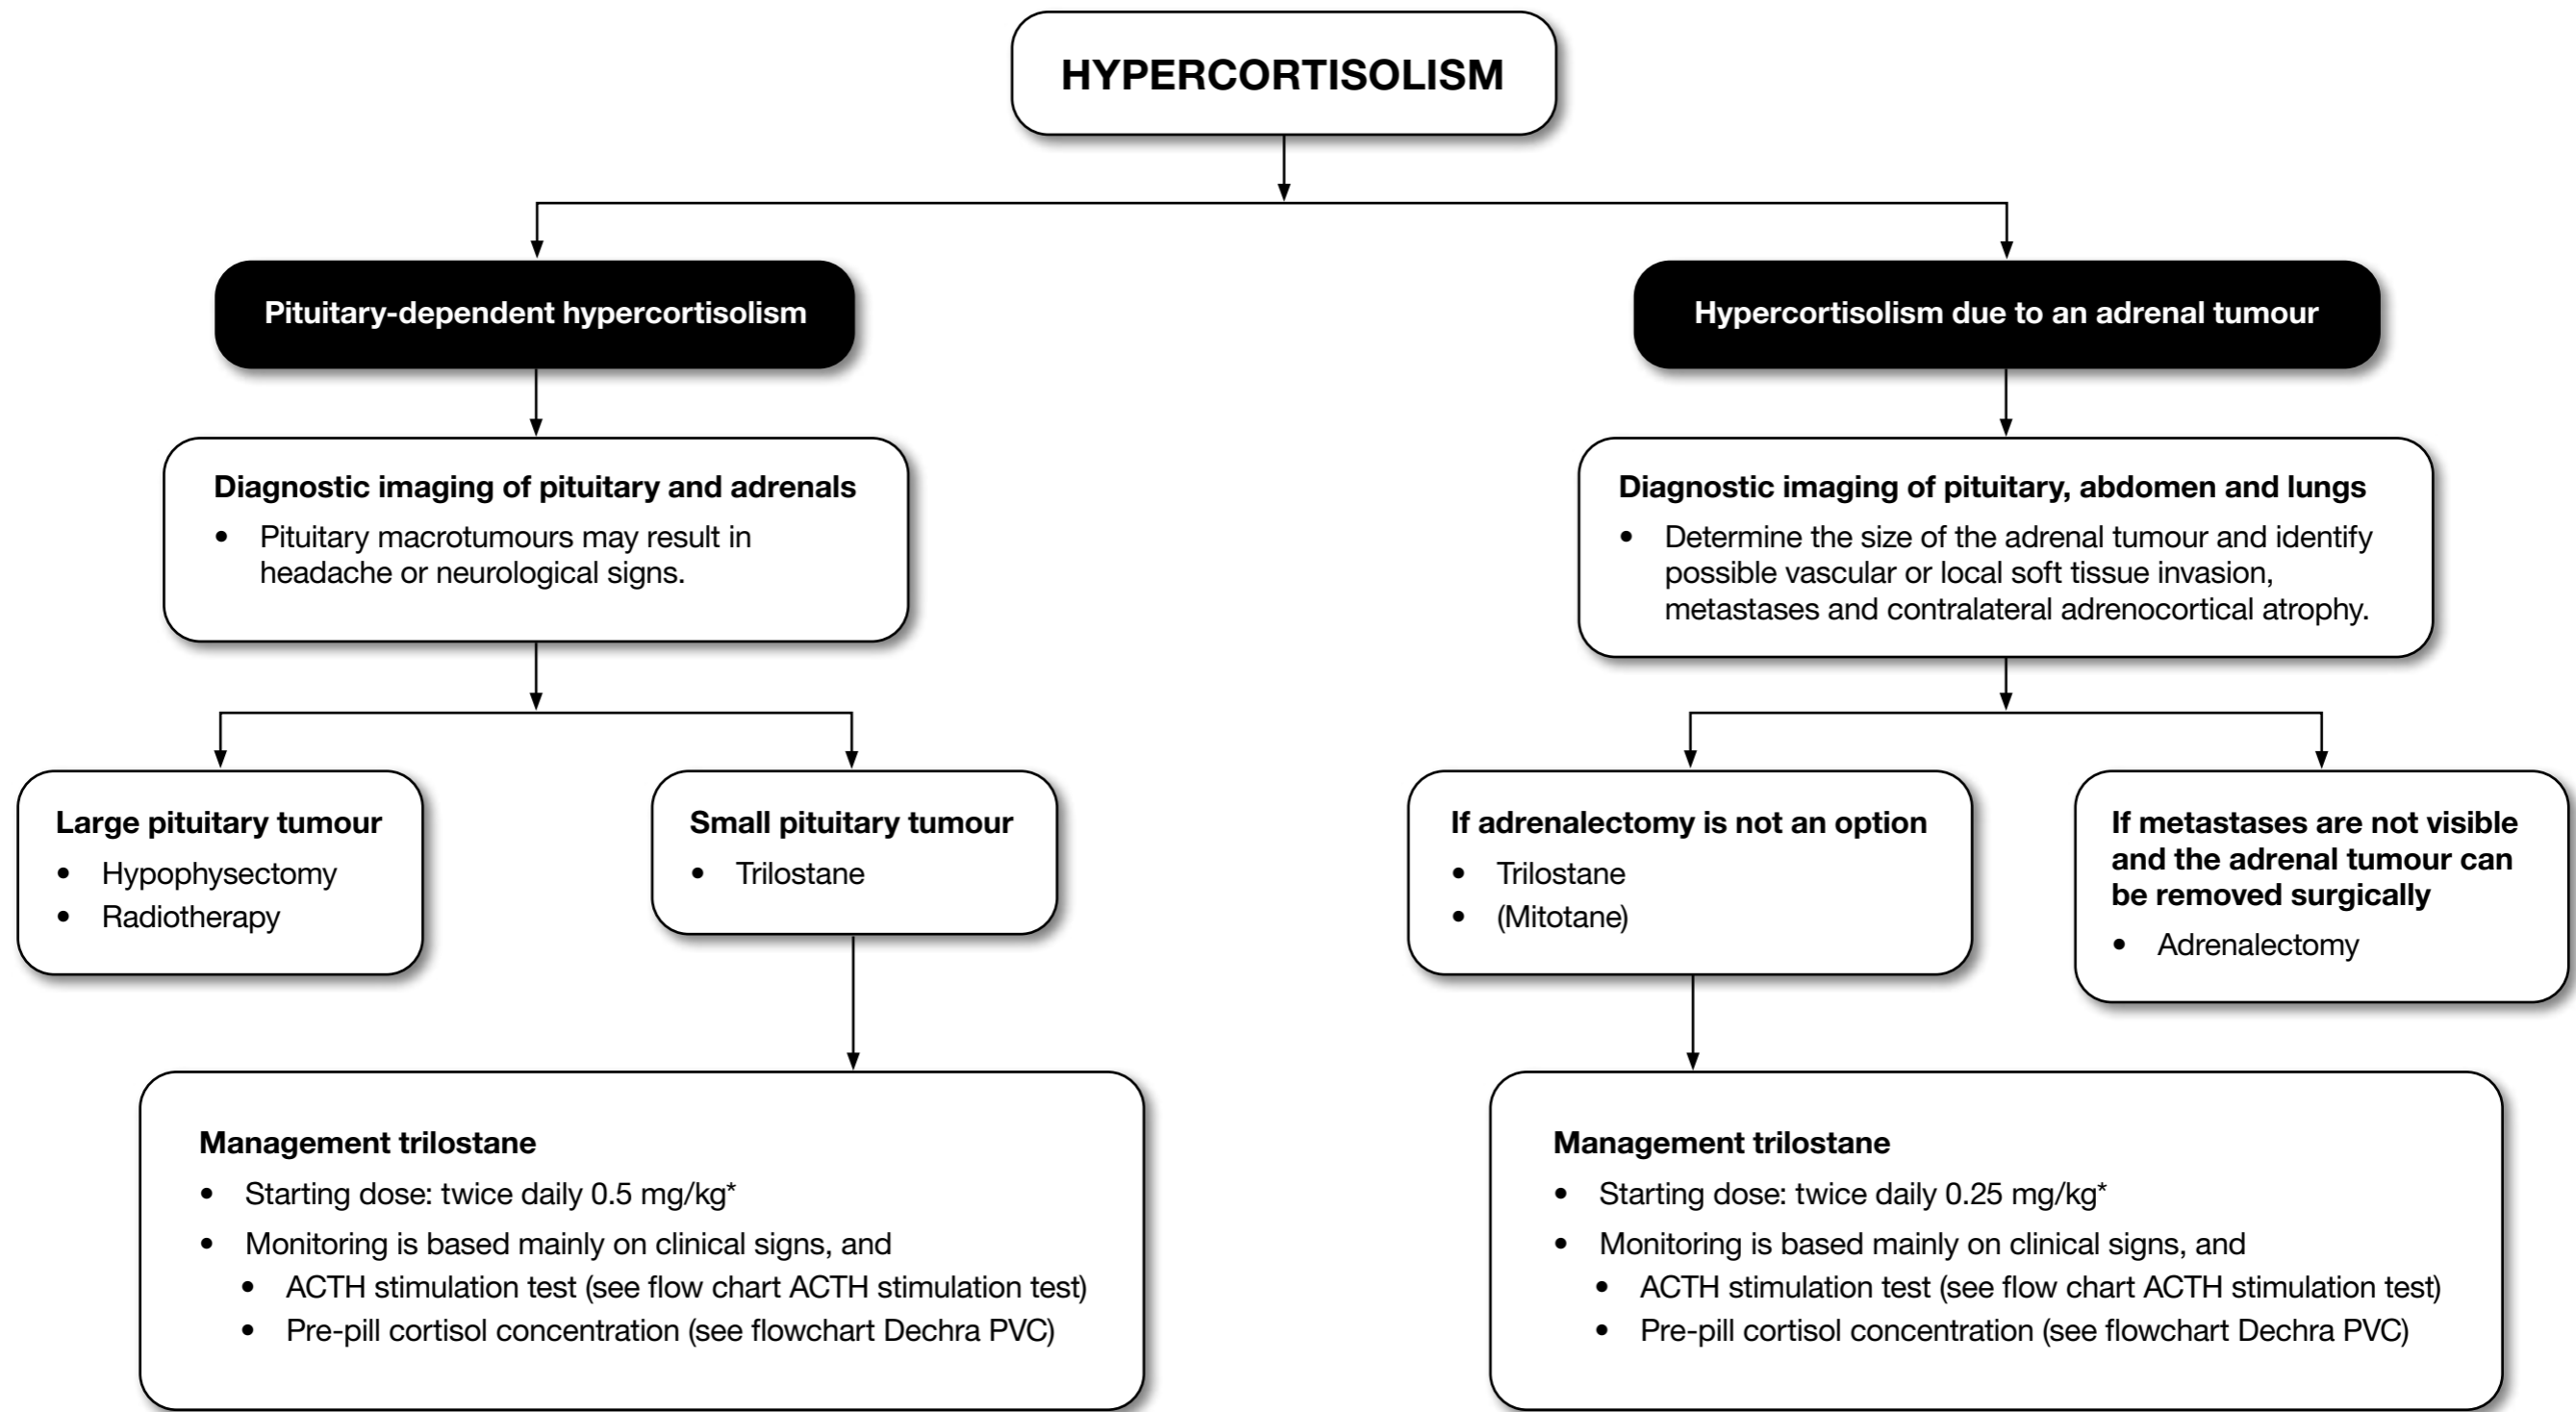 HYPERCORTISOLISM
Pituitary-dependent hypercortisolism
Hypercortisolism due to an adrenal tumour
Diagnostic imaging of pituitary and adrenals
• Pituitary macrotumours may result in
headache or neurological signs.
Diagnostic imaging of pituitary, abdomen and lungs
• Determine the size of the adrenal tumour and identify
possible vascular or local soft tissue invasion,
metastases and contralateral adrenocortical atrophy.
Large pituitary tumour
• Hypophysectomy
• Radiotherapy
Small pituitary tumour
• Trilostane
If adrenalectomy is not an option
• Trilostane
• (Mitotane)
If metastases are not visible
and the adrenal tumour can
be removed surgically
• Adrenalectomy
Management trilostane
• Starting dose: twice daily 0.5 mg/kg*
• Monitoring is based mainly on clinical signs, and
• ACTH stimulation test (see flow chart ACTH stimulation test)
• Pre-pill cortisol concentration (see flowchart Dechra PVC)
Management trilostane
• Starting dose: twice daily 0.25 mg/kg*
• Monitoring is based mainly on clinical signs, and
• ACTH stimulation test (see flow chart ACTH stimulation test)
• Pre-pill cortisol concentration (see flowchart Dechra PVC)